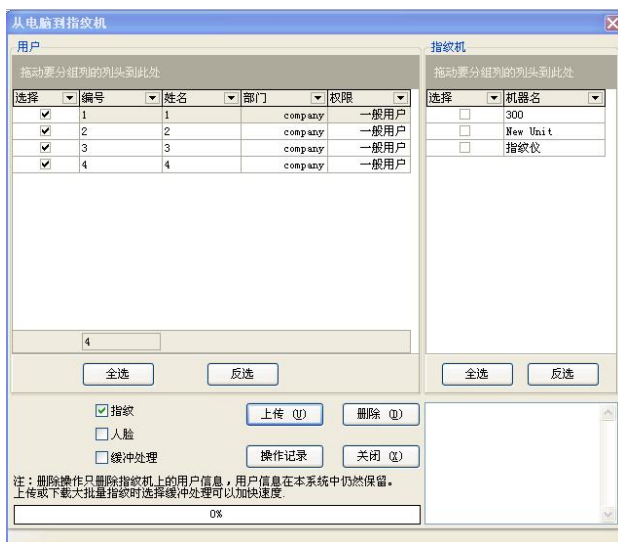 从电脑到指纹机
用户
拖动要分组列的列头到此处
选择 编号 姓名 部门 权限
1 1 company 一般用户
2 2 company 一般用户
3 3 company 一般用户
4 4 company 一般用户
4
全选 反选
指纹机
拖动要分组列的列头到此处
选择 机器名
300
New Unit
指纹仪
全选 反选
指纹
人脸
缓冲处理
上传 (U) 删除 (D)
操作记录 关闭 (X)
注：删除操作只删除指纹机上的用户信息，用户信息在本系统中仍然保留。
上传或下载大批量指纹时选择缓冲处理可以加快速度.
0%